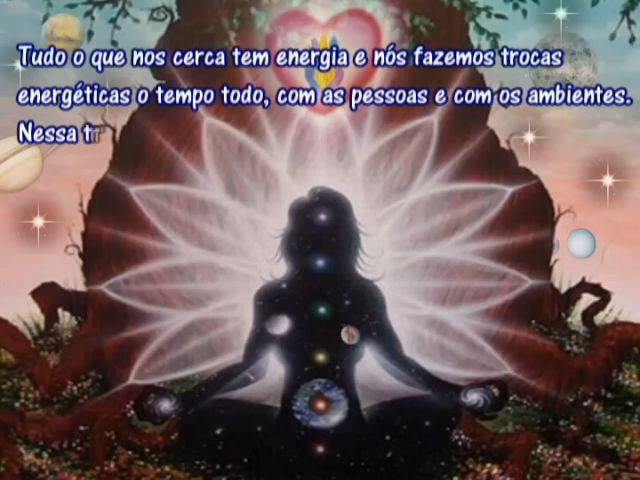 Tudo o que nos cerca tem energia e nós fazemos trocas
energéticas o tempo todo, com as pessoas e com os ambientes.
Nessa